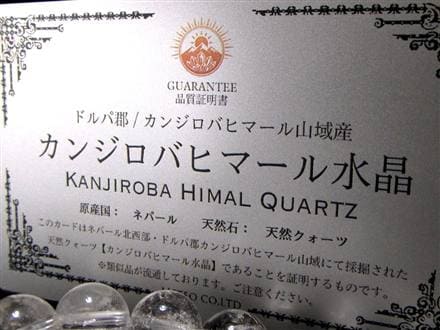 GUARANTEE
品質証明書
ドルパ郡 / カンジロバヒマール山域産
カンジロバヒマール水晶
KANJIROBA HIMAL QUARTZ
原産国： ネパール　天然石： 天然クォーツ
このカードはネパール北西部・ドルパ郡カンジロバヒマール山域にて採掘された
天然クォーツ【カンジロバヒマール水晶】であることを証明するものです。
※類似品が流通しております。ご注意ください。
CO.LTD